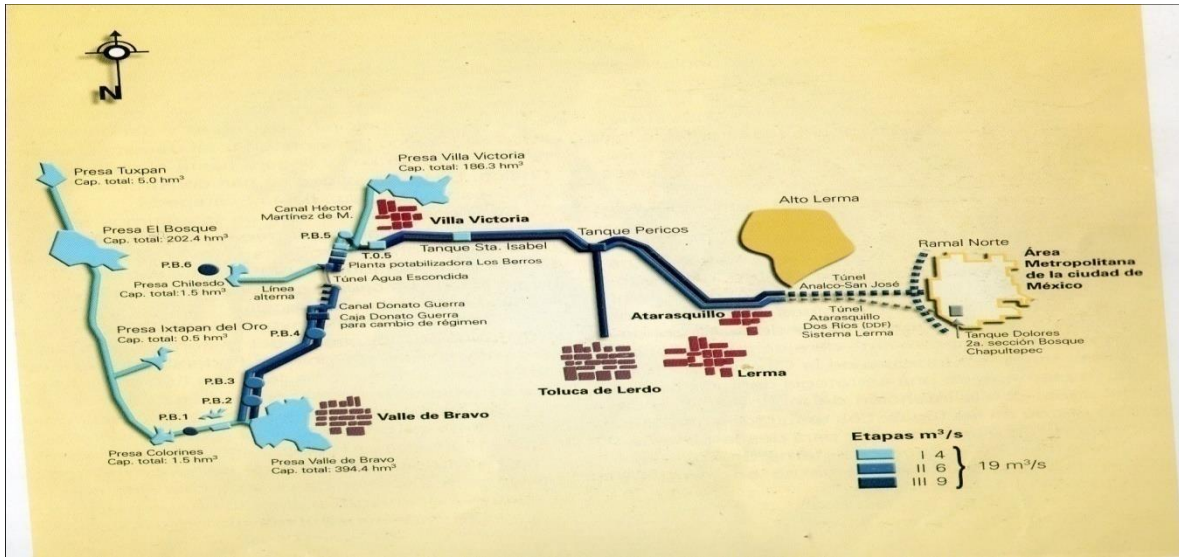 N
Presa Tuxpan
Cap. total: 5.0 hm³
Presa El Bosque
Cap. total: 202.4 hm³
P.B.6
Presa Chilesdo
Cap. total:1.5 hm³
Línea
alterna
Presa Ixtapan del Oro
Cap. total: 0.5 hm³
P.B.3
P.B.2
P.B.1
Presa Colorines
Cap. total: 1.5 hm³
Presa Villa Victoria
Cap. total: 186.3 hm³
Canal Héctor
Martínez de M.
P.B.5
Villa Victoria
T.0.5
Tanque Sta. Isabel
Planta potabilizadora Los Berros
Túnel Agua Escondida
Canal Donato Guerra
Caja Donato Guerra
para cambio de régimen
P.B.4
Valle de Bravo
Presa Valle de Bravo
Cap. total: 394.4 hm³
Tanque Pericos
Toluca de Lerdo
Alto Lerma
Túnel
Analco-San José
Atarasquillo
Túnel
Atarasquillo
Dos Ríos (DDF)
Sistema Lerma
Lerma
Ramal Norte
Área
Metropolitana
de la ciudad de
México
Tanque Dolores
2a. sección Bosque
Chapultepec
Etapas m³/s
I 4
II 6
III 9
19 m³/s